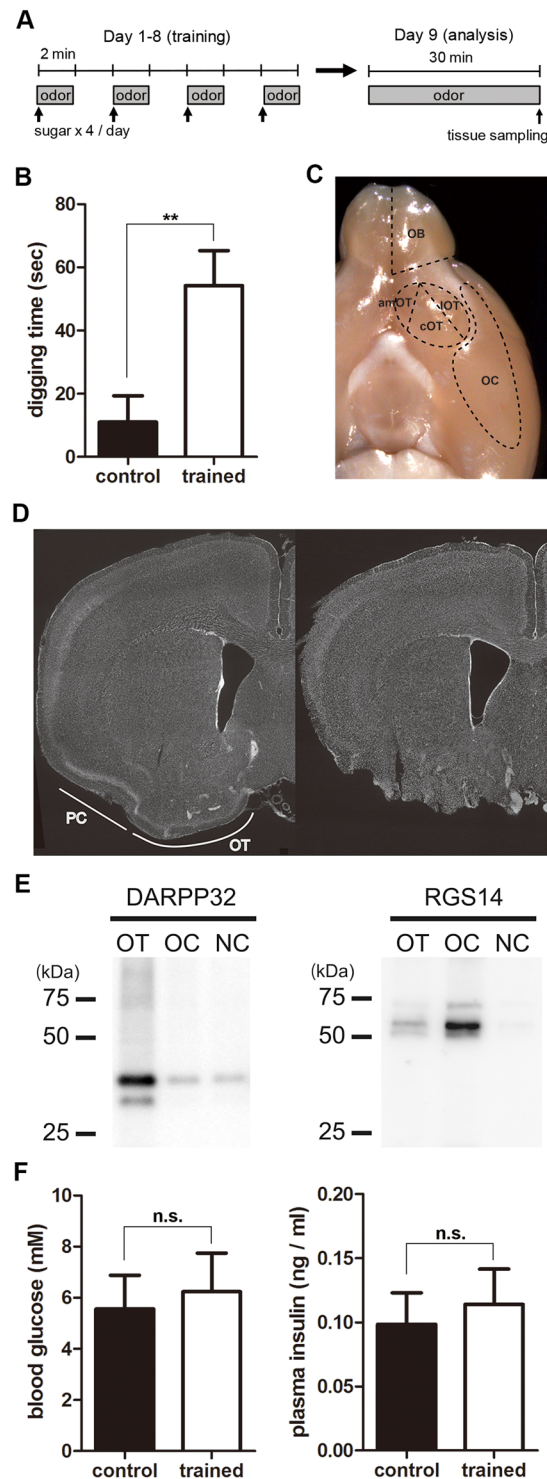 A
Day 1-8 (training)
Day 9 (analysis)
2 min
30 min
odor odor odor odor
odor
sugar x 4 / day
tissue sampling
B
digging time (sec)
80
60
40
20
0
**
control trained
C
OB
amOT
lOT
cOT
OC
D
PC
OT
E
DARPP32
OT OC NC
(kDa)
75
50
25
RGS14
OT OC NC
(kDa)
75
50
25
F
blood glucose (mM)
10
8
6
4
2
0
n.s.
control trained
plasma insulin (ng / ml)
0.20
0.15
0.10
0.05
0.00
n.s.
control trained